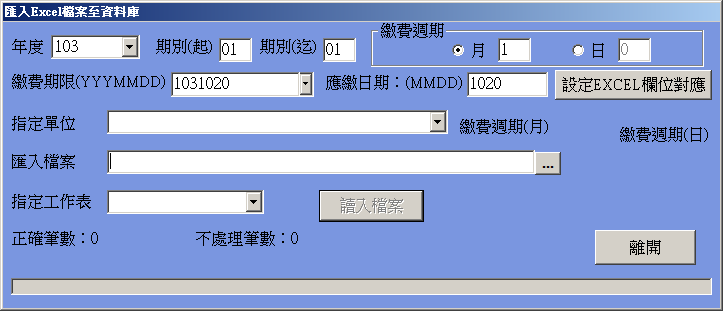 匯入Excel檔案至資料庫
繳費週期
年度 103 期別(起) 01 期別(迄) 01 月 1 日 0
繳費期限(YYYMMDD) 1031020 應繳日期：(MMDD) 1020 設定EXCEL欄位對應
指定單位 繳費週期(月) 繳費週期(日)
匯入檔案 ...
指定工作表 讀入檔案
正確筆數：0 不處理筆數：0 離開